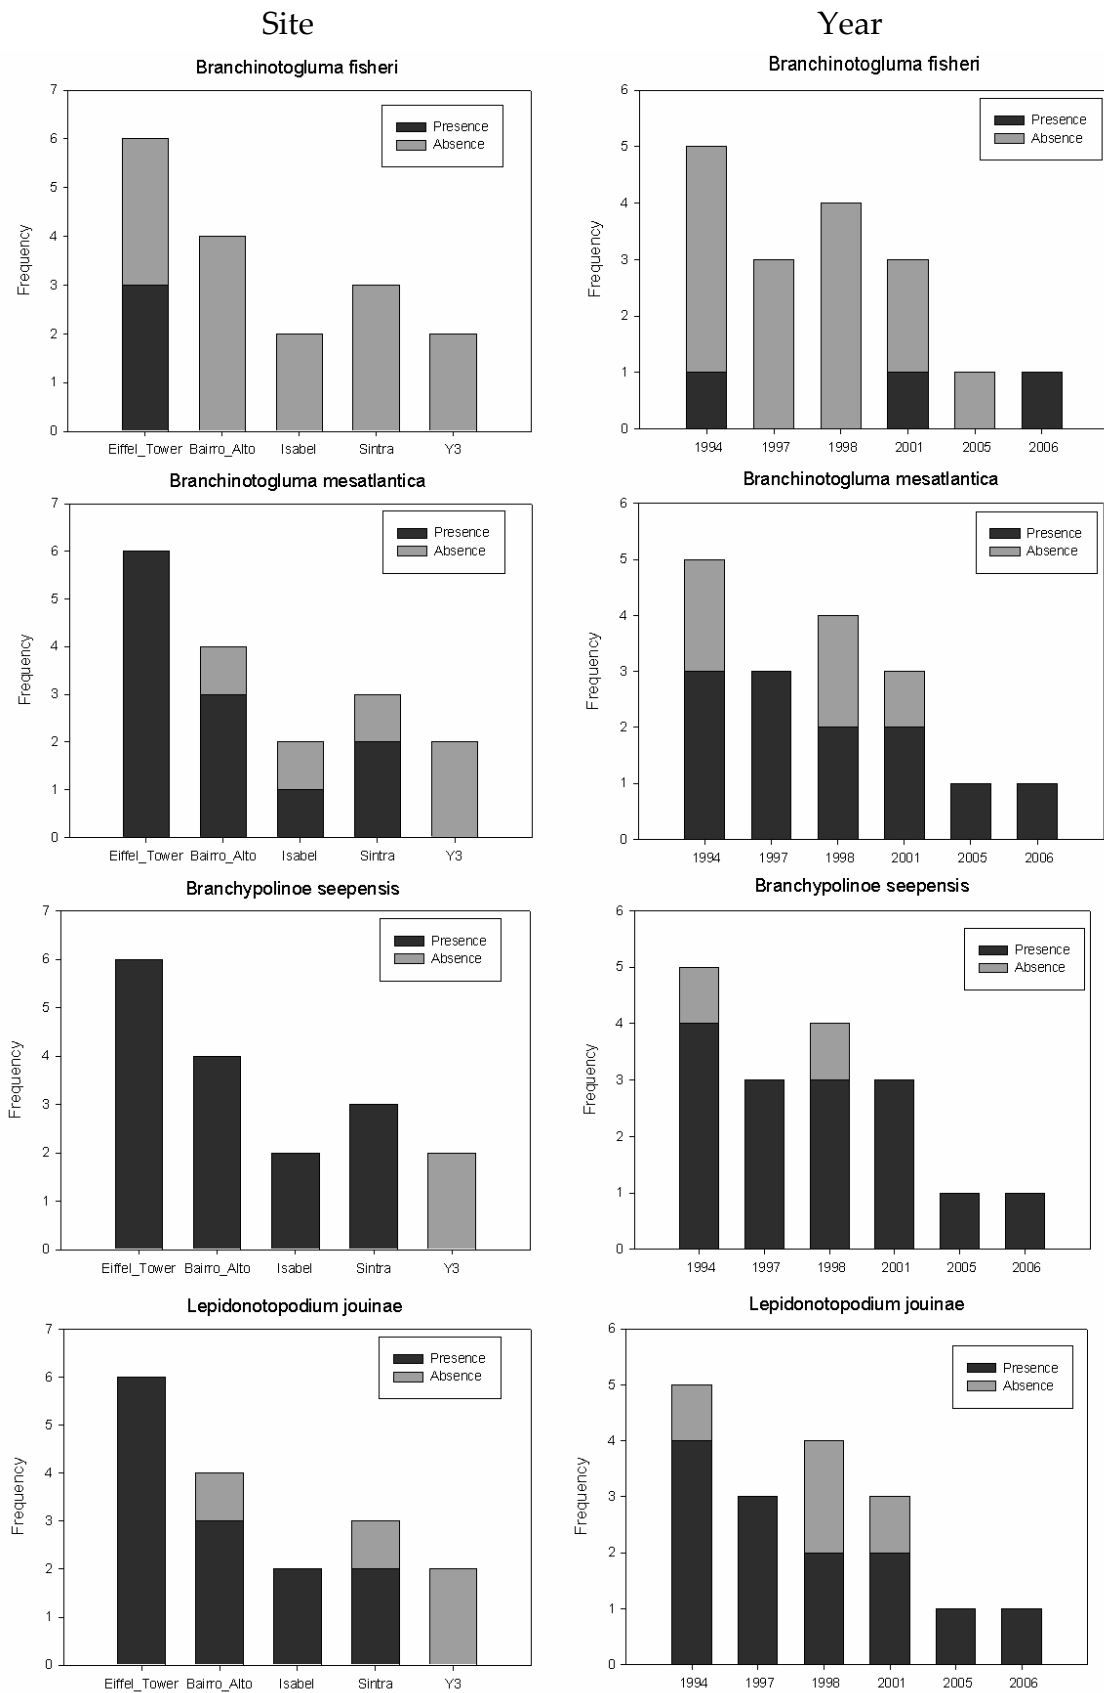 Site
Year
Branchinotogluma fisheri
7
6
5
4
3
2
1
0
Frequency
Presence
Absence
Eiffel_Tower Bairro_Alto Isabel Sintra Y3
Branchinotogluma fisheri
6
5
4
3
2
1
0
Frequency
Presence
Absence
1994 1997 1998 2001 2005 2006
Branchinotogluma mesatlantica
7
6
5
4
3
2
1
0
Frequency
Presence
Absence
Eiffel_Tower Bairro_Alto Isabel Sintra Y3
Branchinotogluma mesatlantica
6
5
4
3
2
1
0
Frequency
Presence
Absence
1994 1997 1998 2001 2005 2006
Branchypolinoe seepensis
7
6
5
4
3
2
1
0
Frequency
Presence
Absence
Eiffel_Tower Bairro_Alto Isabel Sintra Y3
Branchypolinoe seepensis
6
5
4
3
2
1
0
Frequency
Presence
Absence
1994 1997 1998 2001 2005 2006
Lepidonotopodium jouinae
7
6
5
4
3
2
1
0
Frequency
Presence
Absence
Eiffel_Tower Bairro_Alto Isabel Sintra Y3
Lepidonotopodium jouinae
6
5
4
3
2
1
0
Frequency
Presence
Absence
1994 1997 1998 2001 2005 2006